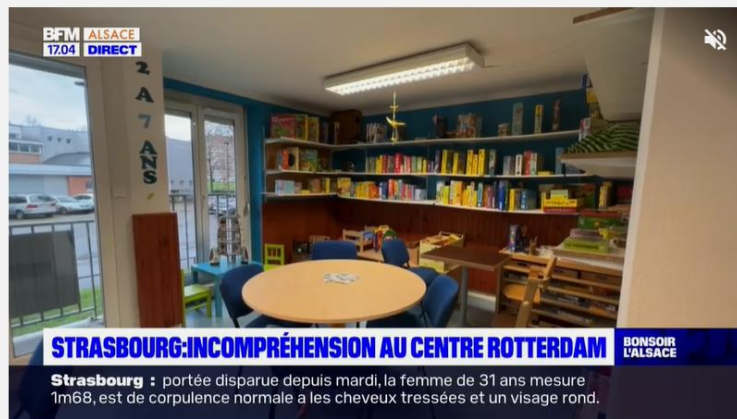 BFM ALSACE
17.04 DIRECT
2
A
7
ANS
STRASBOURG:INCOMPRÉHENSION AU CENTRE ROTTERDAM
BONSOIR
L'ALSACE
Strasbourg : portée disparue depuis mardi, la femme de 31 ans mesure
1m68, est de corpulence normale a les cheveux tressées et un visage rond.